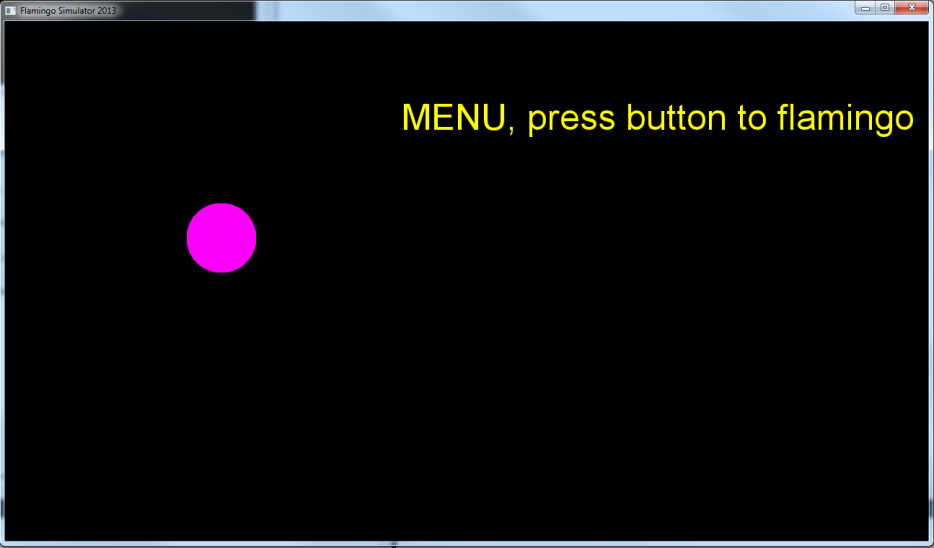 Flamingo Simulator 2013
MENU, press button to flamingo